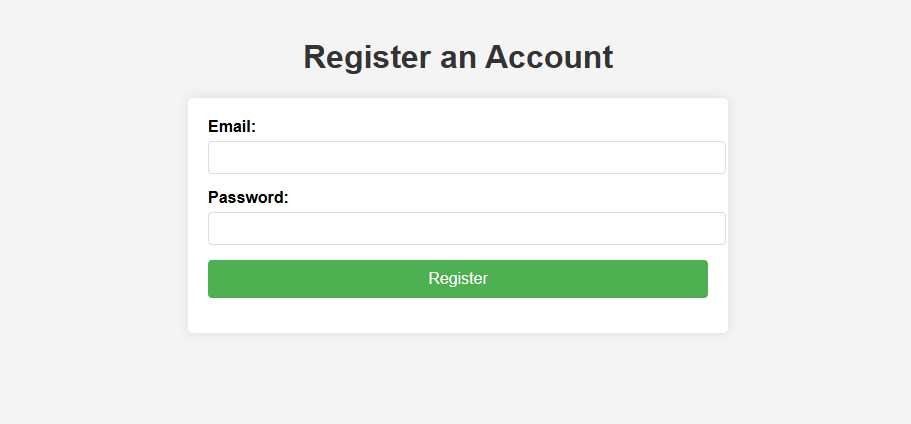 Register an Account
Email:
Password:
Register